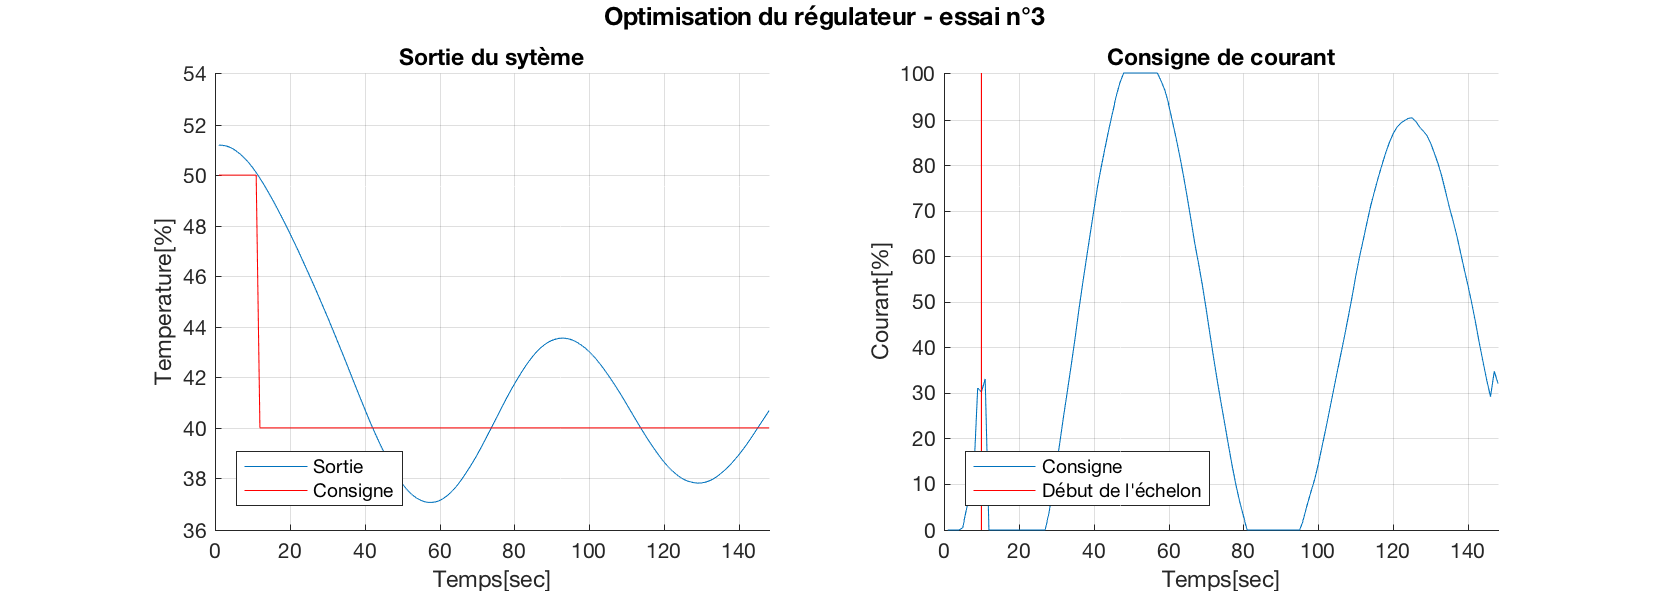 Optimisation du régulateur - essai n°3
Sortie du sytème
54
52
50
48
46
44
42
40
38
36
Temperature[%]
Sortie
Consigne
0 20 40 60 80 100 120 140
Temps[sec]
Consigne de courant
100
90
80
70
60
50
40
30
20
10
0
Courant[%]
Consigne
Début de l'échelon
0 20 40 60 80 100 120 140
Temps[sec]